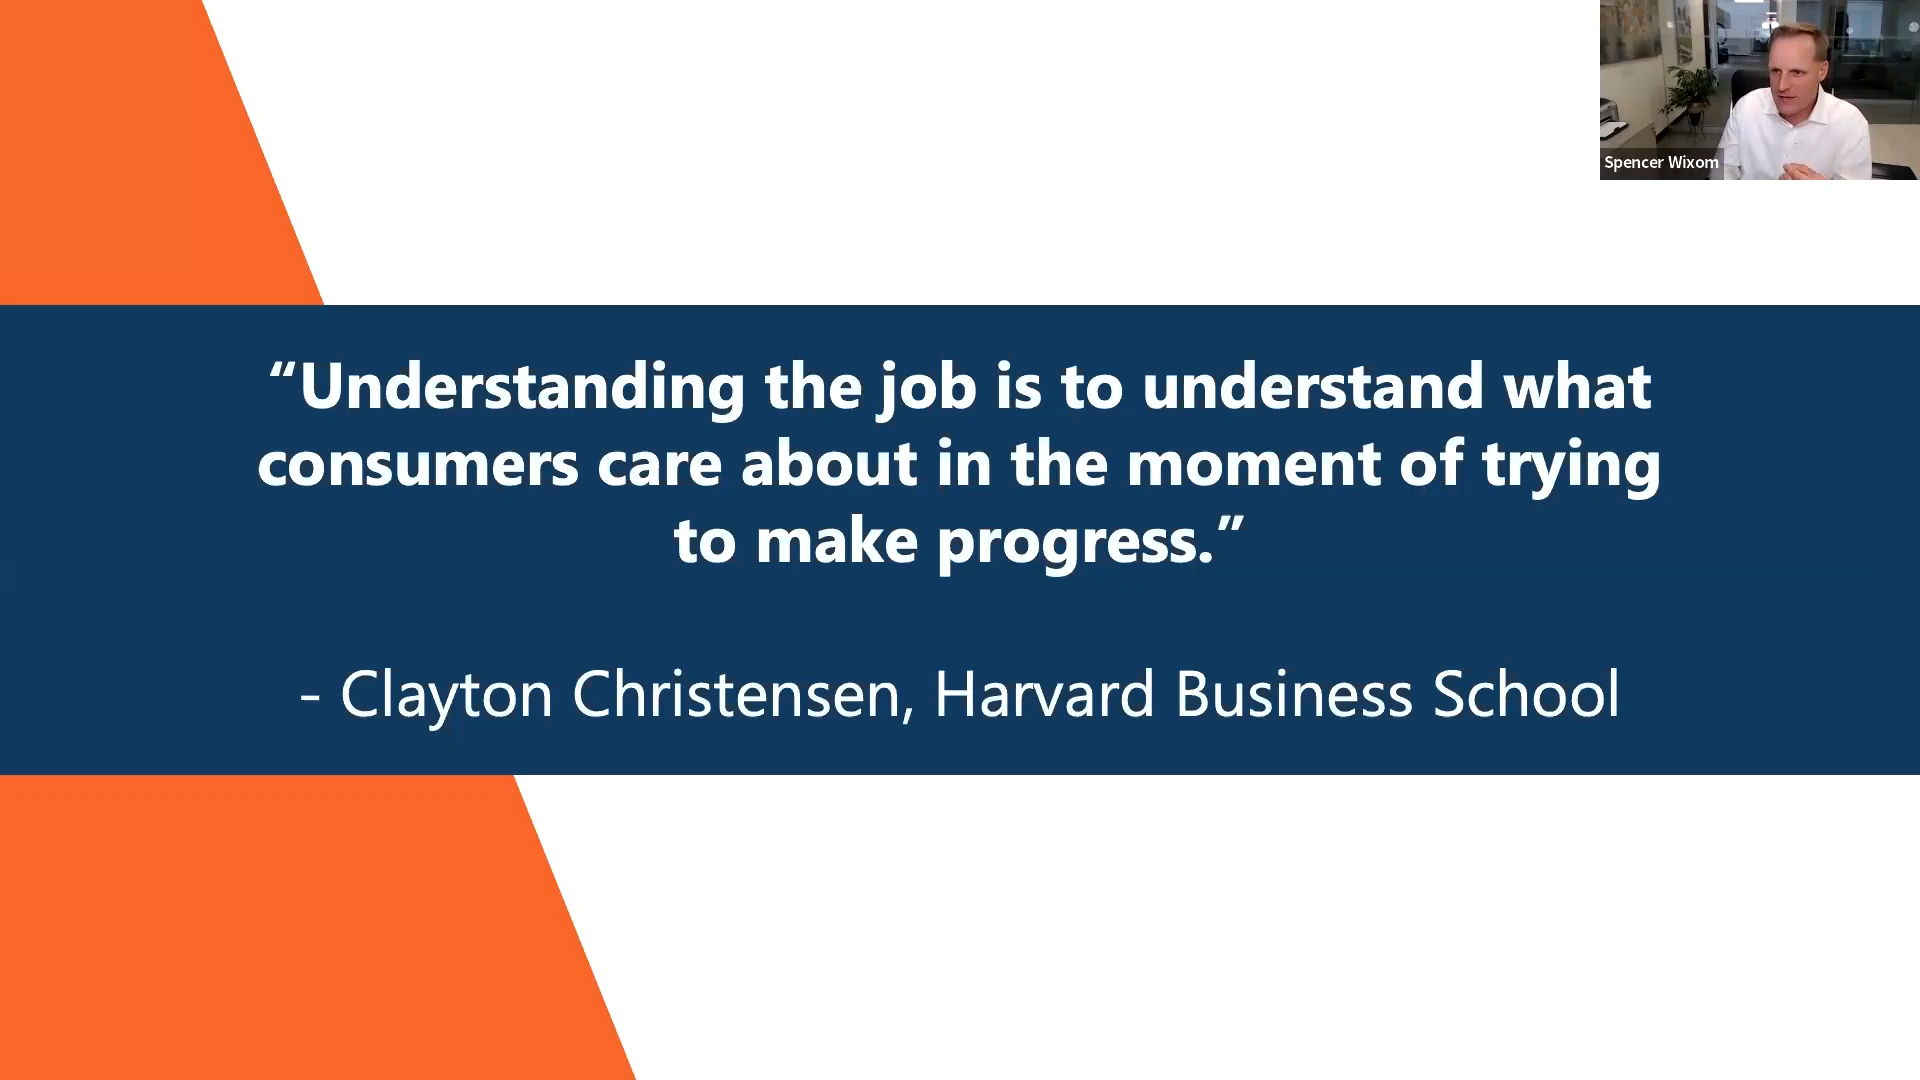 Spencer Wixom
“Understanding the job is to understand what
consumers care about in the moment of trying
to make progress.”
- Clayton Christensen, Harvard Business School